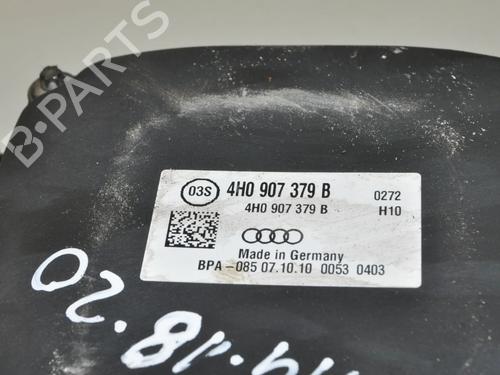 B-PARTS
03S 4H0 907 379 B 0272
4H0 907 379 B H10
Made in Germany
BPA-085 07.10.10 0053 0403
18.20